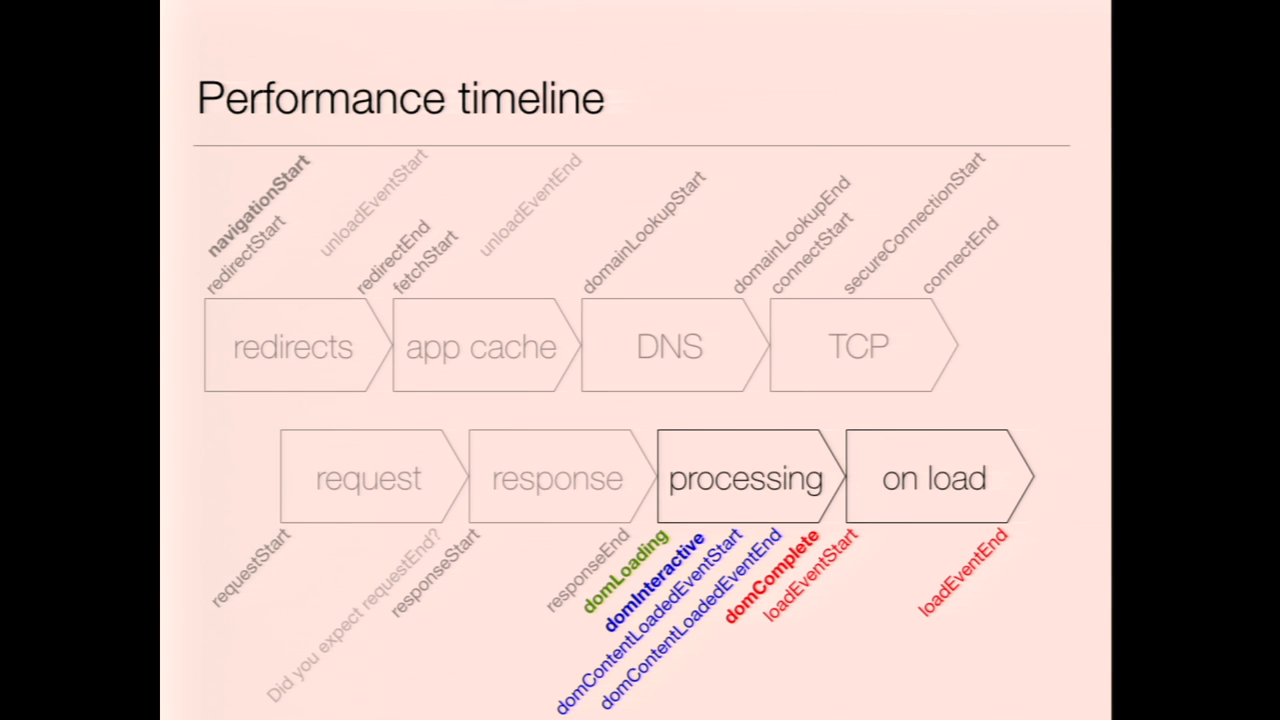 Performance timeline
navigationStart
redirectStart
unloadEventStart
redirectEnd
fetchStart
unloadEventEnd
domainLookupStart
domainLookupEnd
connectStart
secureConnectionStart
connectEnd
redirects
app cache
DNS
TCP
request
response
processing
on load
requestStart
Did you expect requestEnd?
responseStart
responseEnd
domLoading
domInteractive
domContentLoadedEventStart
domContentLoadedEventEnd
domComplete
loadEventStart
loadEventEnd